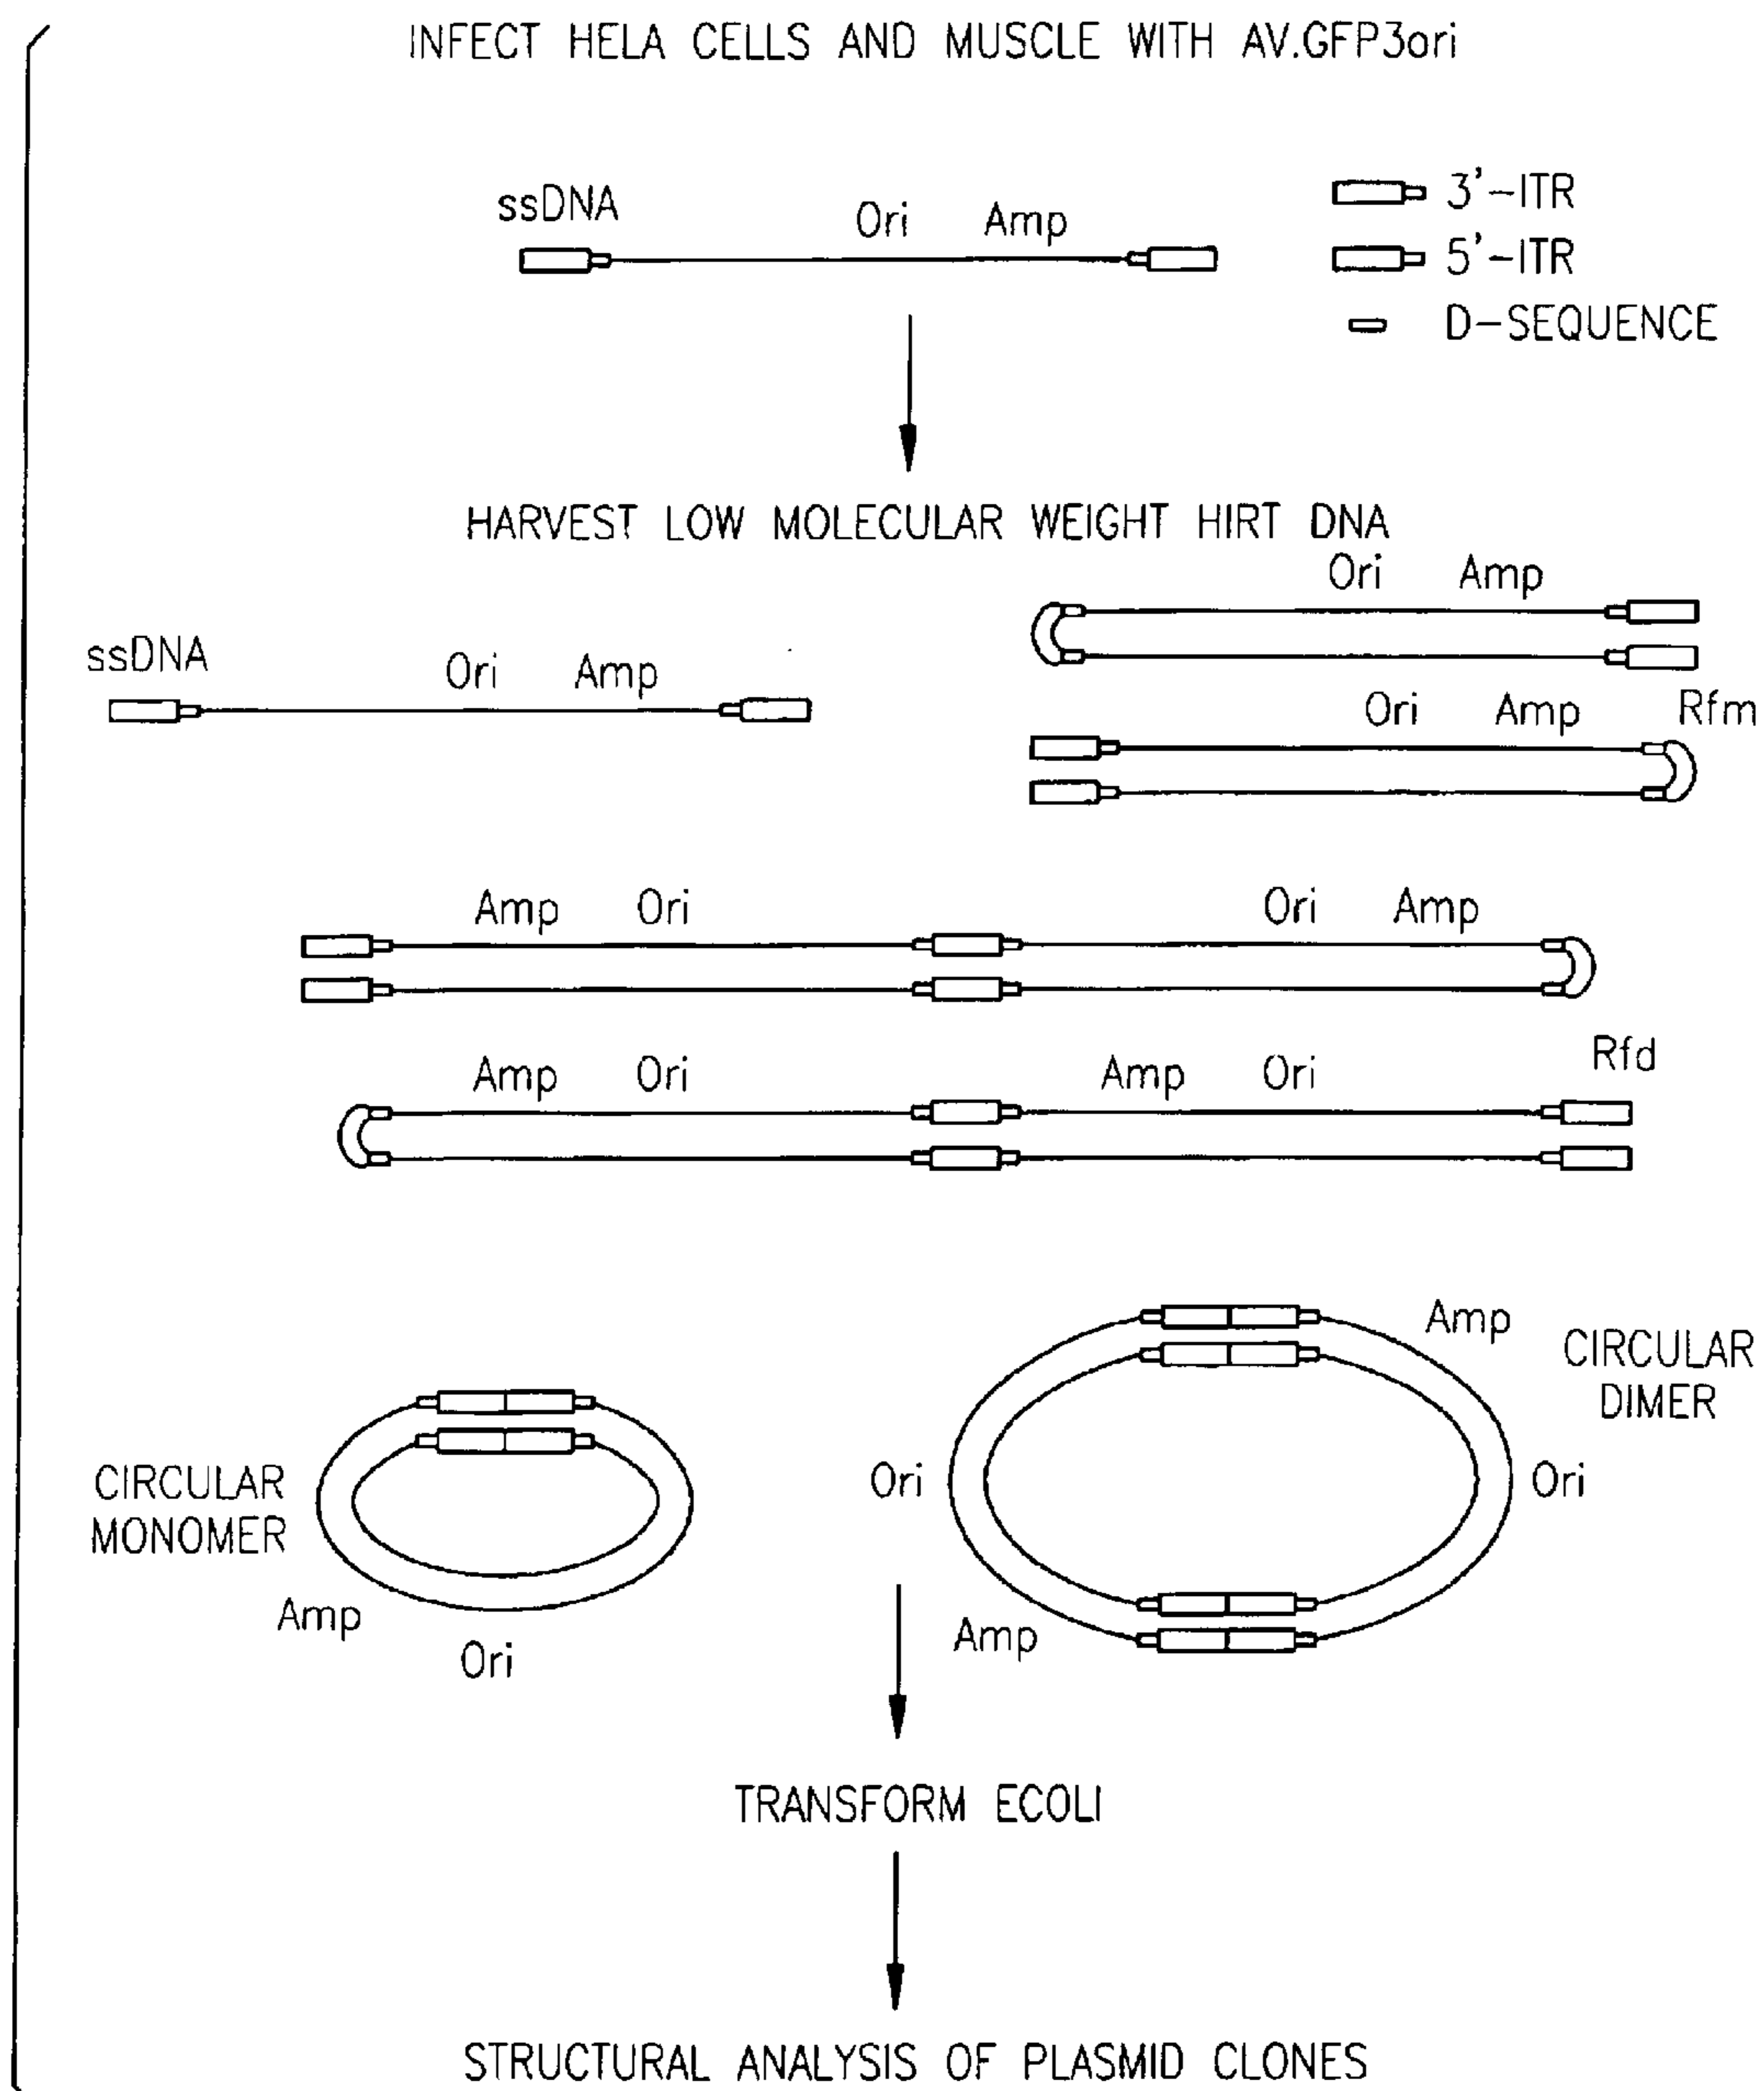 INFECT HELA CELLS AND MUSCLE WITH AV.GFP3ori
ssDNA
Ori Amp
3'-ITR
5'-ITR
D-SEQUENCE
HARVEST LOW MOLECULAR WEIGHT HIRT DNA
Ori Amp
ssDNA
Ori Amp
Ori Amp
Rfm
Amp Ori
Ori Amp
Amp Ori
Amp Ori
Rfd
Amp
CIRCULAR
DIMER
CIRCULAR
MONOMER
Ori
Ori
Amp
Ori
Amp
TRANSFORM ECOLI
STRUCTURAL ANALYSIS OF PLASMID CLONES